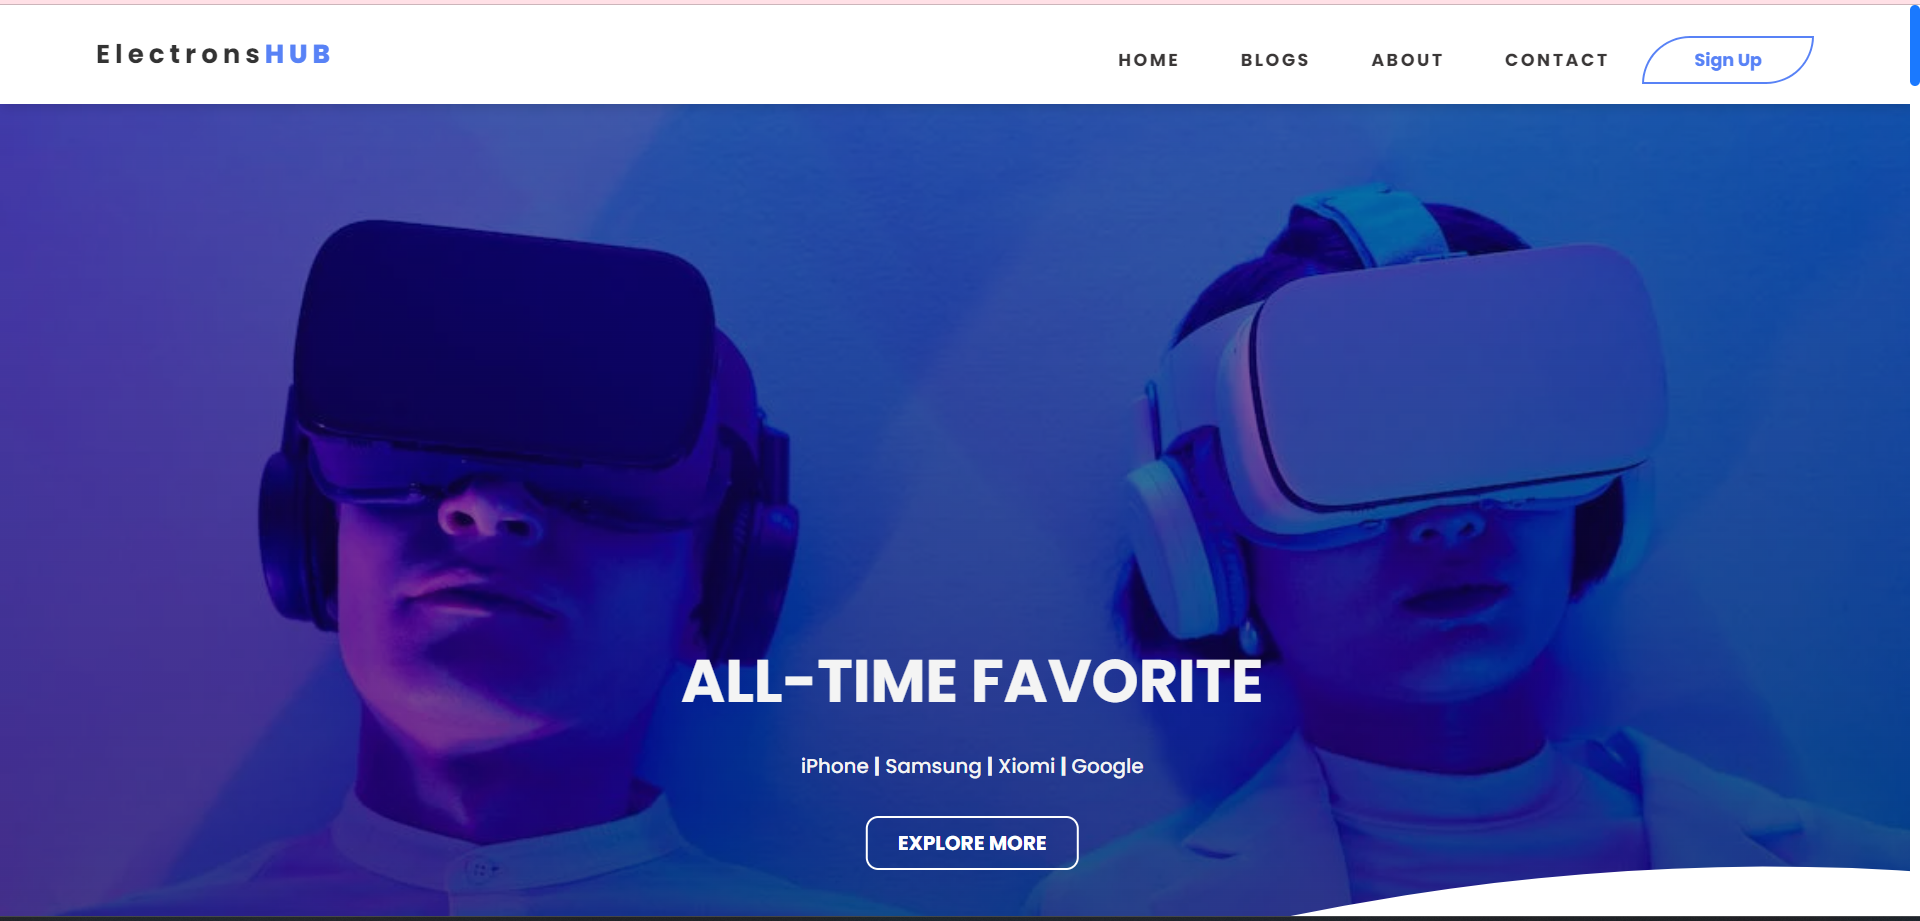 ElectronsHUB
HOME BLOGS ABOUT CONTACT Sign Up
ALL-TIME FAVORITE
iPhone | Samsung | Xiomi | Google
EXPLORE MORE